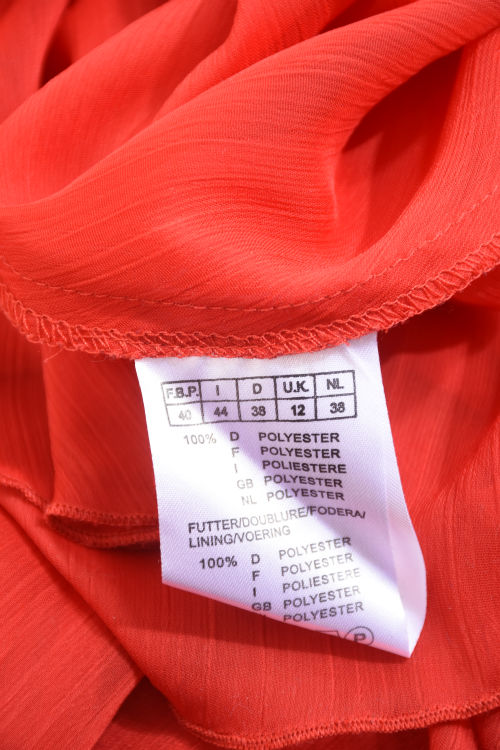 F.B.P. I D U.K. NL
40 44 38 12 38
100% D POLYESTER
F POLYESTER
I POLIESTERE
GB POLYESTER
NL POLYESTER
FUTTER/DOUBLURE/FODERA/
LINING/VOERING
100% D POLYESTER
F POLYESTER
I POLIESTERE
GB POLYESTER
POLYESTER
P